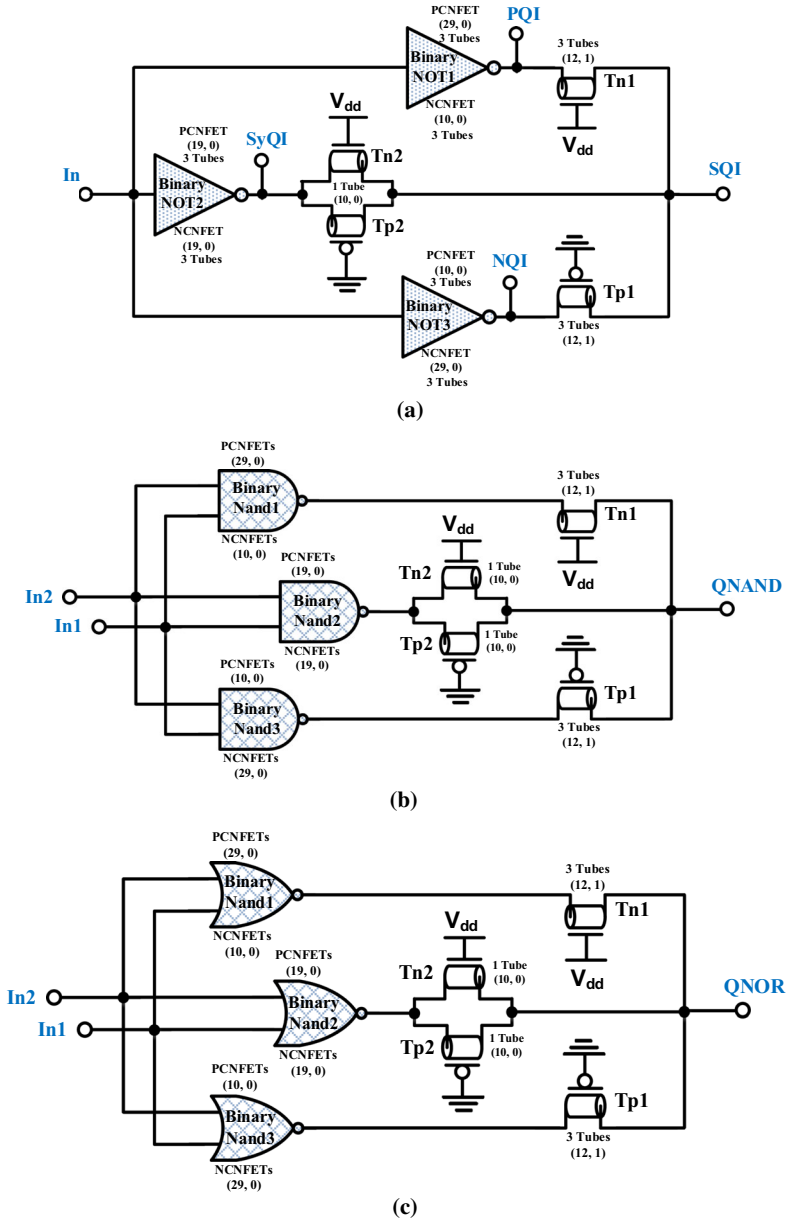 PCNFET
(29, 0)
3 Tubes
PQI
Binary
NOT1
3 Tubes
(12, 1)
Tn1
Vdd
NCNFET
(10, 0)
3 Tubes
Vdd
PCNFET
(19, 0)
3 Tubes
SyQI
Tn2
In
Binary
NOT2
1 Tube
(10, 0)
SQI
Tp2
NCNFET
(19, 0)
3 Tubes
PCNFET
(10, 0)
3 Tubes
NQI
Binary
NOT3
Tp1
3 Tubes
(12, 1)
NCNFET
(29, 0)
3 Tubes
(a)
PCNFETs
(29, 0)
Binary
Nand1
NCNFETs
(10, 0)
3 Tubes
(12, 1)
Tn1
Vdd
Vdd
PCNFETs
(19, 0)
Tn2
1 Tube
(10, 0)
In2
In1
Binary
Nand2
QNAND
Tp2
1 Tube
(10, 0)
NCNFETs
(19, 0)
PCNFETs
(10, 0)
Binary
Nand3
NCNFETs
(29, 0)
Tp1
3 Tubes
(12, 1)
(b)
PCNFETs
(29, 0)
Binary
Nand1
NCNFETs
(10, 0)
3 Tubes
(12, 1)
Tn1
Vdd
Vdd
PCNFETs
(19, 0)
Tn2
1 Tube
(10, 0)
In2
In1
Binary
Nand2
QNOR
Tp2
1 Tube
(10, 0)
NCNFETs
(19, 0)
PCNFETs
(10, 0)
Binary
Nand3
NCNFETs
(29, 0)
Tp1
3 Tubes
(12, 1)
(c)